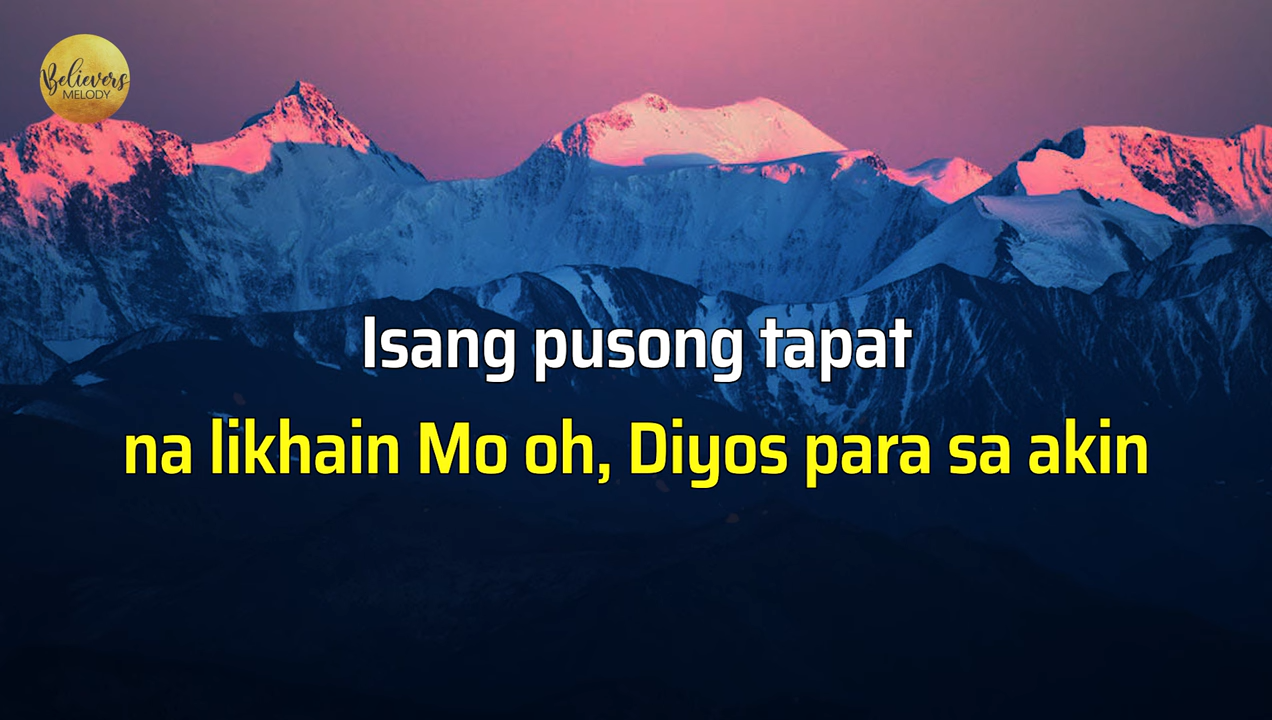 Believers
MELODY
Isang pusong tapat
na likhain Mo oh, Diyos para sa akin